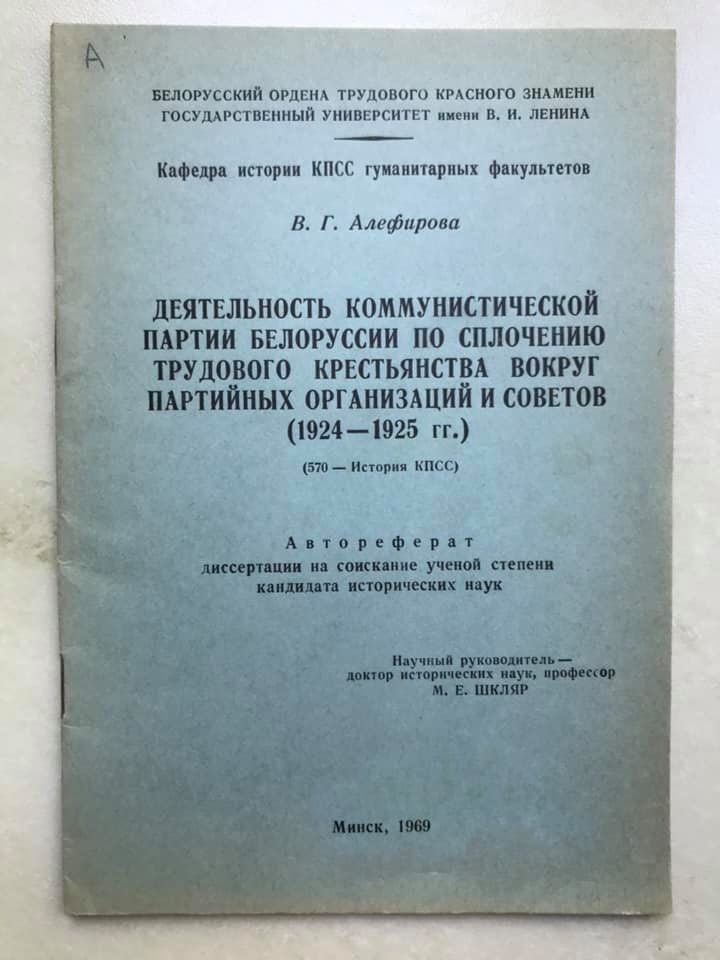 А
БЕЛОРУССКИЙ ОРДЕНА ТРУДОВОГО КРАСНОГО ЗНАМЕНИ
ГОСУДАРСТВЕННЫЙ УНИВЕРСИТЕТ имени В. И. ЛЕНИНА
Кафедра истории КПСС гуманитарных факультетов
В. Г. Алефирова
ДЕЯТЕЛЬНОСТЬ КОММУНИСТИЧЕСКОЙ
ПАРТИИ БЕЛОРУССИИ ПО СПЛОЧЕНИЮ
ТРУДОВОГО КРЕСТЬЯНСТВА ВОКРУГ
ПАРТИЙНЫХ ОРГАНИЗАЦИЙ И СОВЕТОВ
(1924—1925 гг.)
(570 — История КПСС)
Автореферат
диссертации на соискание ученой степени
кандидата исторических наук
Научный руководитель —
доктор исторических наук, профессор
М. Е. ШКЛЯР
Минск, 1969